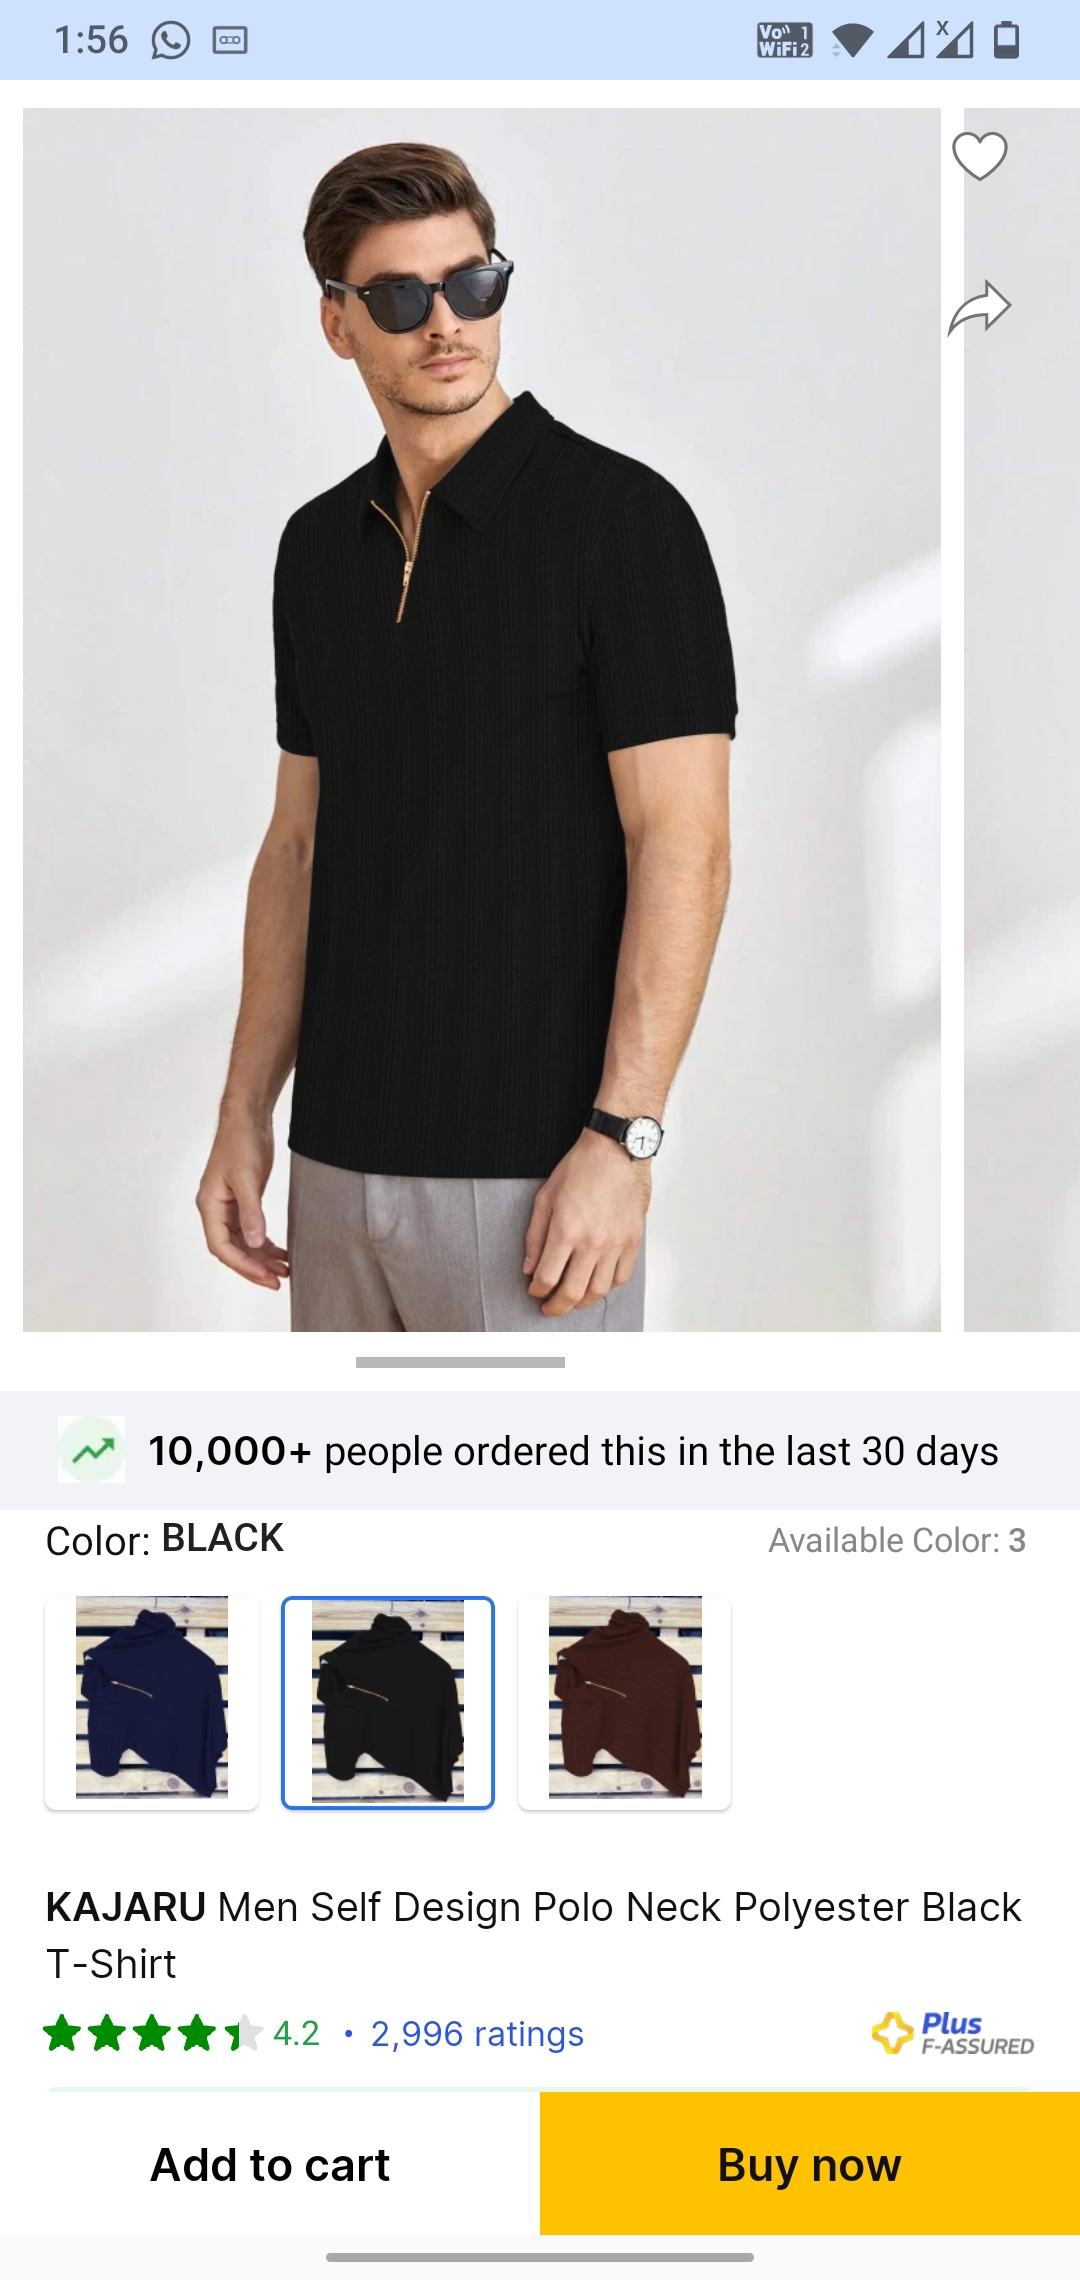 1:56
Vo 1
WiFi 2
x
10,000+ people ordered this in the last 30 days
Color: BLACK
Available Color: 3
KAJARU Men Self Design Polo Neck Polyester Black
T-Shirt
4.2 • 2,996 ratings
Plus
F-ASSURED
Add to cart
Buy now